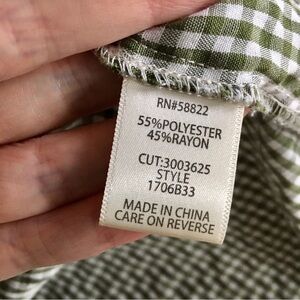 RN#58822
55%POLYESTER
45%RAYON
CUT:3003625
STYLE
1706B33
MADE IN CHINA
CARE ON REVERSE